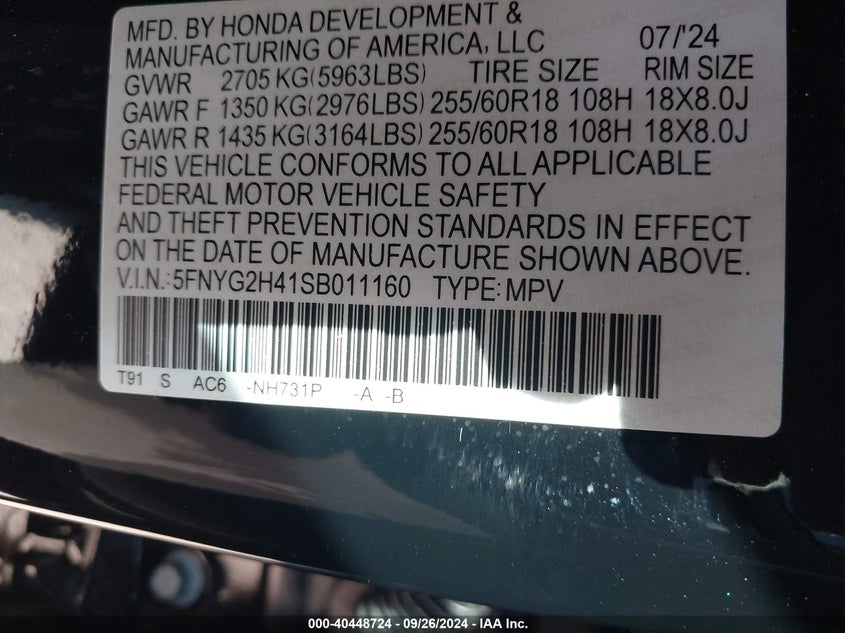 MFD. BY HONDA DEVELOPMENT &
MANUFACTURING OF AMERICA, LLC 07/'24
GVWR 2705 KG(5963LBS) TIRE SIZE RIM SIZE
GAWR F 1350 KG(2976LBS) 255/60R18 108H 18X8.0J
GAWR R 1435 KG(3164LBS) 255/60R18 108H 18X8.0J
THIS VEHICLE CONFORMS TO ALL APPLICABLE
FEDERAL MOTOR VEHICLE SAFETY
AND THEFT PREVENTION STANDARDS IN EFFECT
ON THE DATE OF MANUFACTURE SHOWN ABOVE.
V.I.N.:5FNYG2H41SB011160 TYPE:MPV
T91 S AC6 -NH731P -A -B
000-40448724 - 09/26/2024 - IAA Inc.